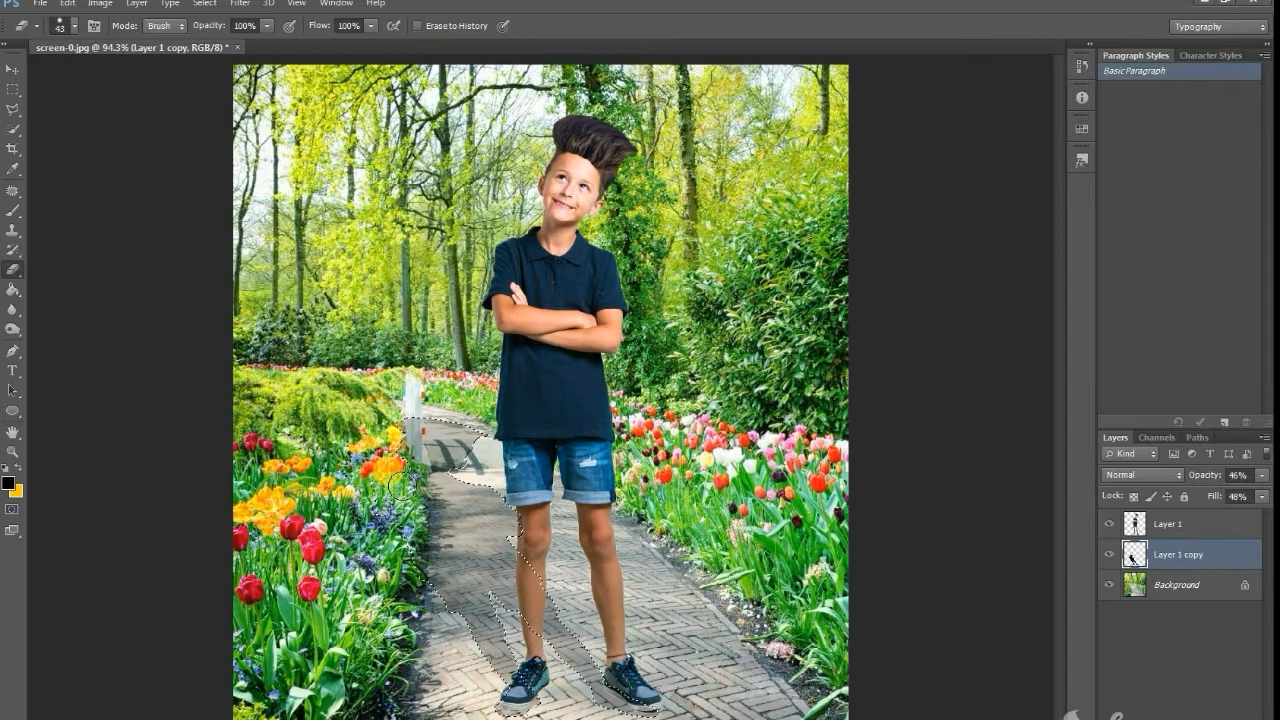 Ps File Edit Image Layer Type Select Filter 3D View Window Help
43 Mode: Brush Opacity: 100% Flow: 100% Erase to History Typography
screen-0.jpg @ 94.3% (Layer 1 copy, RGB/8) * ×
Paragraph Styles Character Styles
Basic Paragraph
Layers Channels Paths
Kind
Normal Opacity: 46%
Lock: Fill: 48%
Layer 1
Layer 1 copy
Background